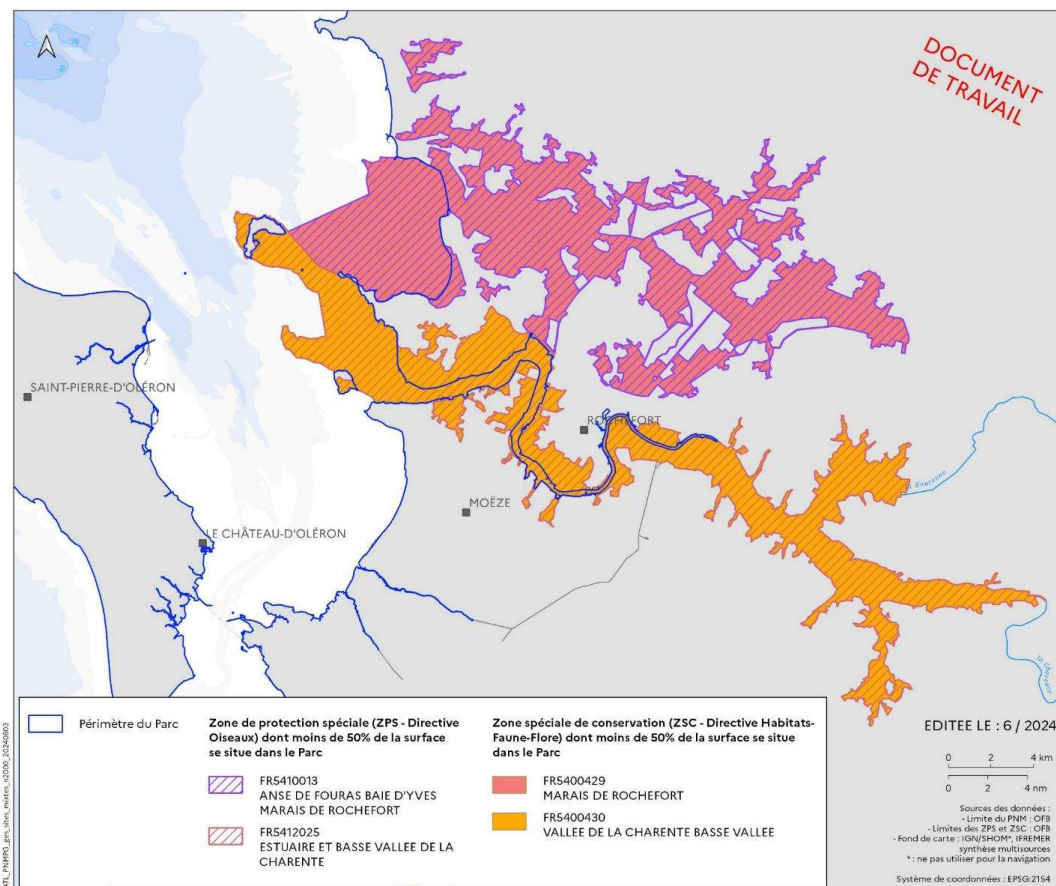 DOCUMENT
DE TRAVAIL
SAINT-PIERRE-D'OLÉRON
ROCHEFORT
La Boutonne
MOËZE
LE CHÂTEAU-D'OLÉRON
La Charente
Périmètre du Parc
Zone de protection spéciale (ZPS - Directive
Oiseaux) dont moins de 50% de la surface
se situe dans le Parc
FR5410013
ANSE DE FOURAS BAIE D'YVES
MARAIS DE ROCHEFORT
FR5412025
ESTUAIRE ET BASSE VALLEE DE LA
CHARENTE
Zone spéciale de conservation (ZSC - Directive Habitats-
Faune-Flore) dont moins de 50% de la surface se situe
dans le Parc
FR5400429
MARAIS DE ROCHEFORT
FR5400430
VALLEE DE LA CHARENTE BASSE VALLEE
EDITEE LE : 6 / 2024
0 2 4 km
0 2 4 nm
Sources des données :
- Limite du PNM : OFB
- Limites des ZPS et ZSC : OFB
- Fond de carte : IGN/SHOM*, IFREMER
synthèse multisources
* : ne pas utiliser pour la navigation
Système de coordonnées : EPSG:2154